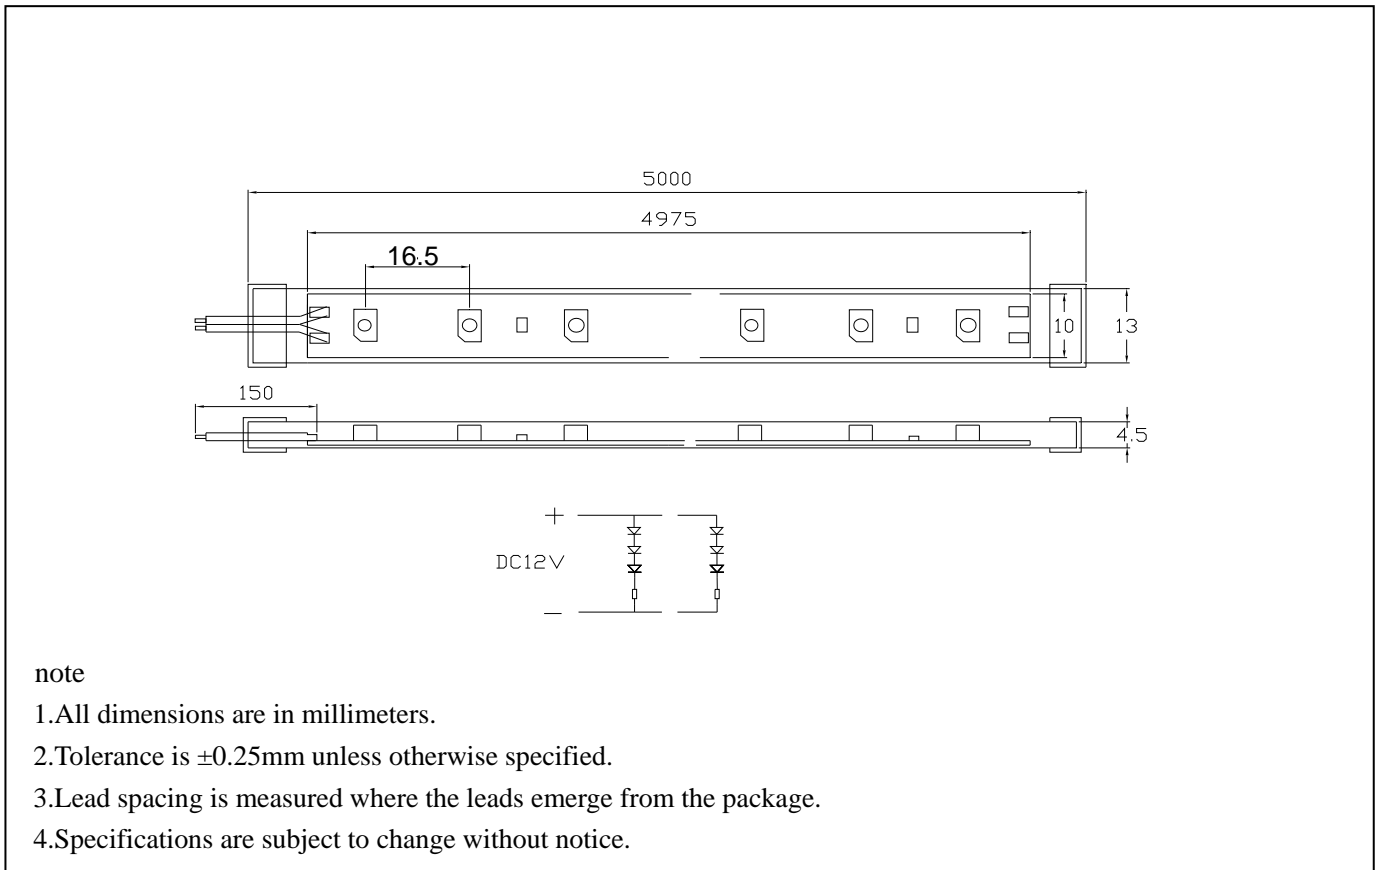 5000
4975
16.5
10
13
150
4.5
+
DC12V
—
note
1.All dimensions are in millimeters.
2.Tolerance is ±0.25mm unless otherwise specified.
3.Lead spacing is measured where the leads emerge from the package.
4.Specifications are subject to change without notice.